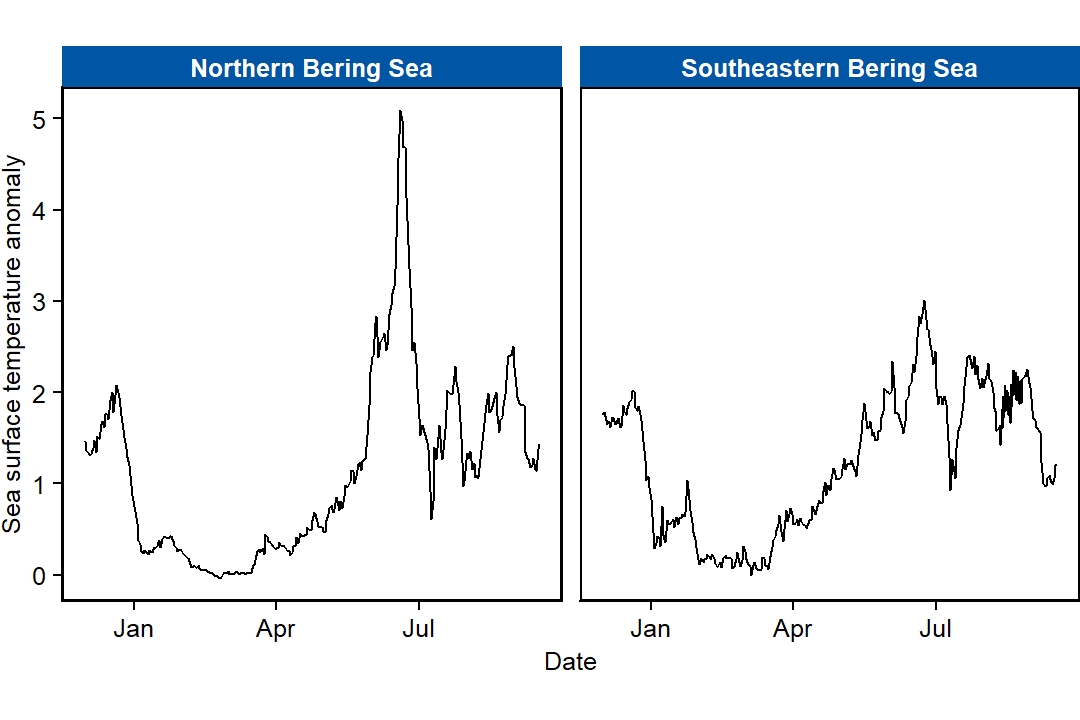 Northern Bering Sea
Southeastern Bering Sea
Sea surface temperature anomaly
5
4
3
2
1
0
Jan
Apr
Jul
Jan
Apr
Jul
Date